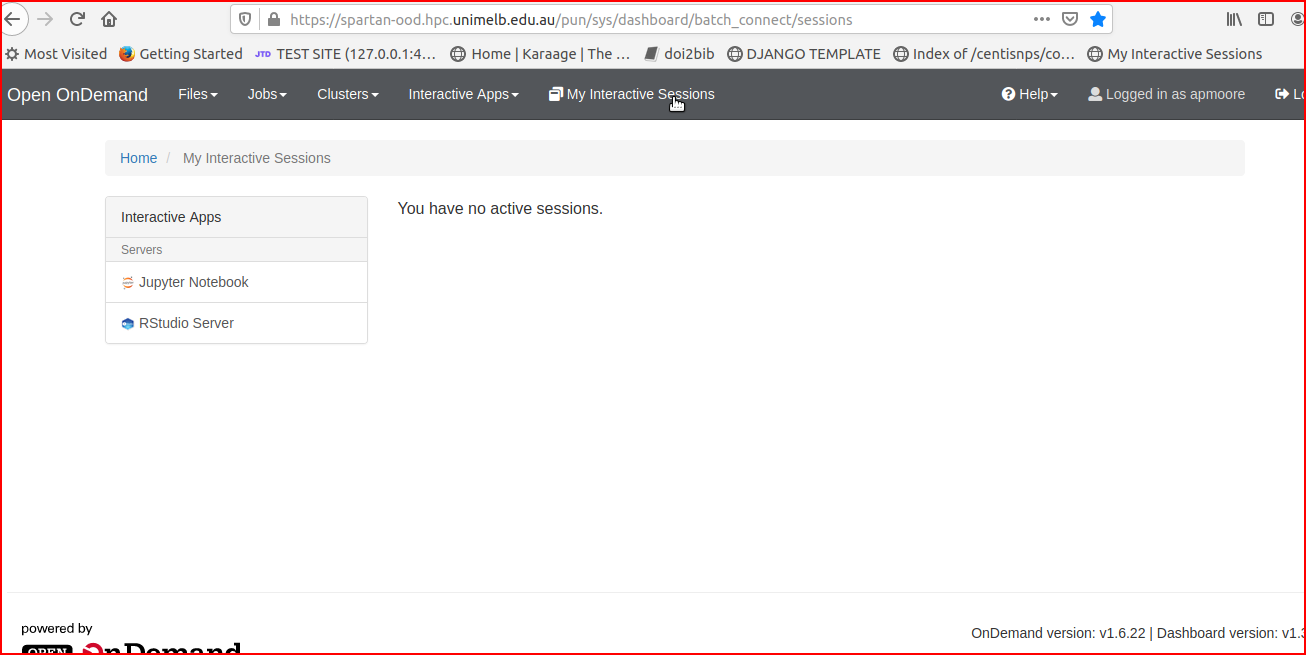 https://spartan-ood.hpc.unimelb.edu.au/pun/sys/dashboard/batch_connect/sessions
Most Visited Getting Started JTD TEST SITE (127.0.0.1:4… Home | Karaage | The … doi2bib DJANGO TEMPLATE Index of /centisnps/co… My Interactive Sessions
Open OnDemand Files Jobs Clusters Interactive Apps My Interactive Sessions Help Logged in as apmoore Lo
Home / My Interactive Sessions
Interactive Apps
You have no active sessions.
Servers
Jupyter Notebook
RStudio Server
powered by
OnDemand version: v1.6.22 | Dashboard version: v1.3
OPEN OnDemand